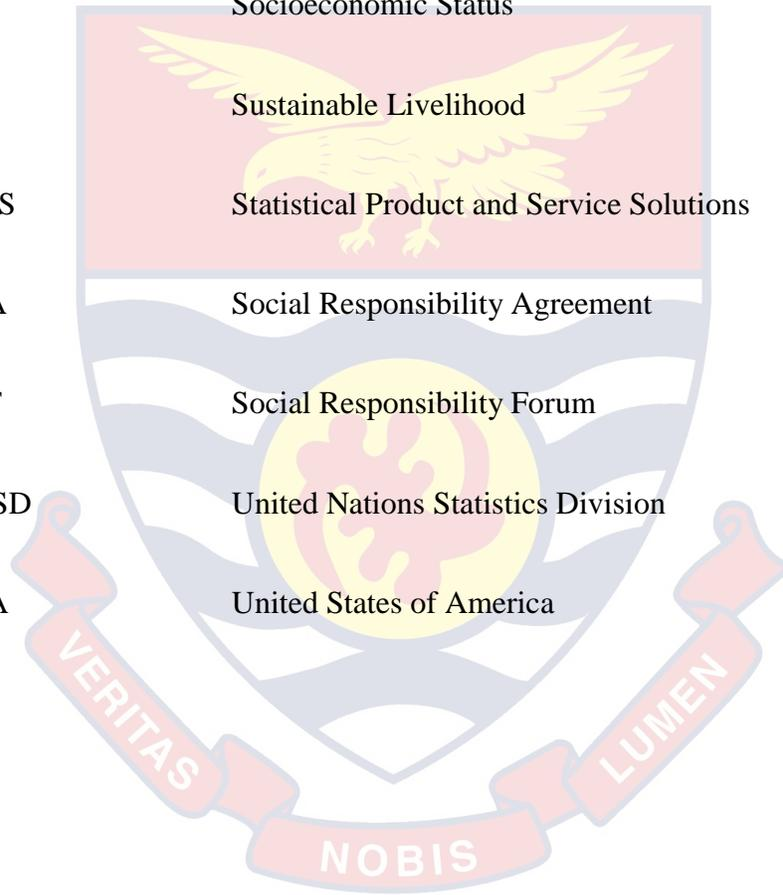 Socioeconomic Status
Sustainable Livelihood
S Statistical Product and Service Solutions
A Social Responsibility Agreement
Social Responsibility Forum
SD United Nations Statistics Division
A United States of America
VERITAS
NOBIS
LUMEN